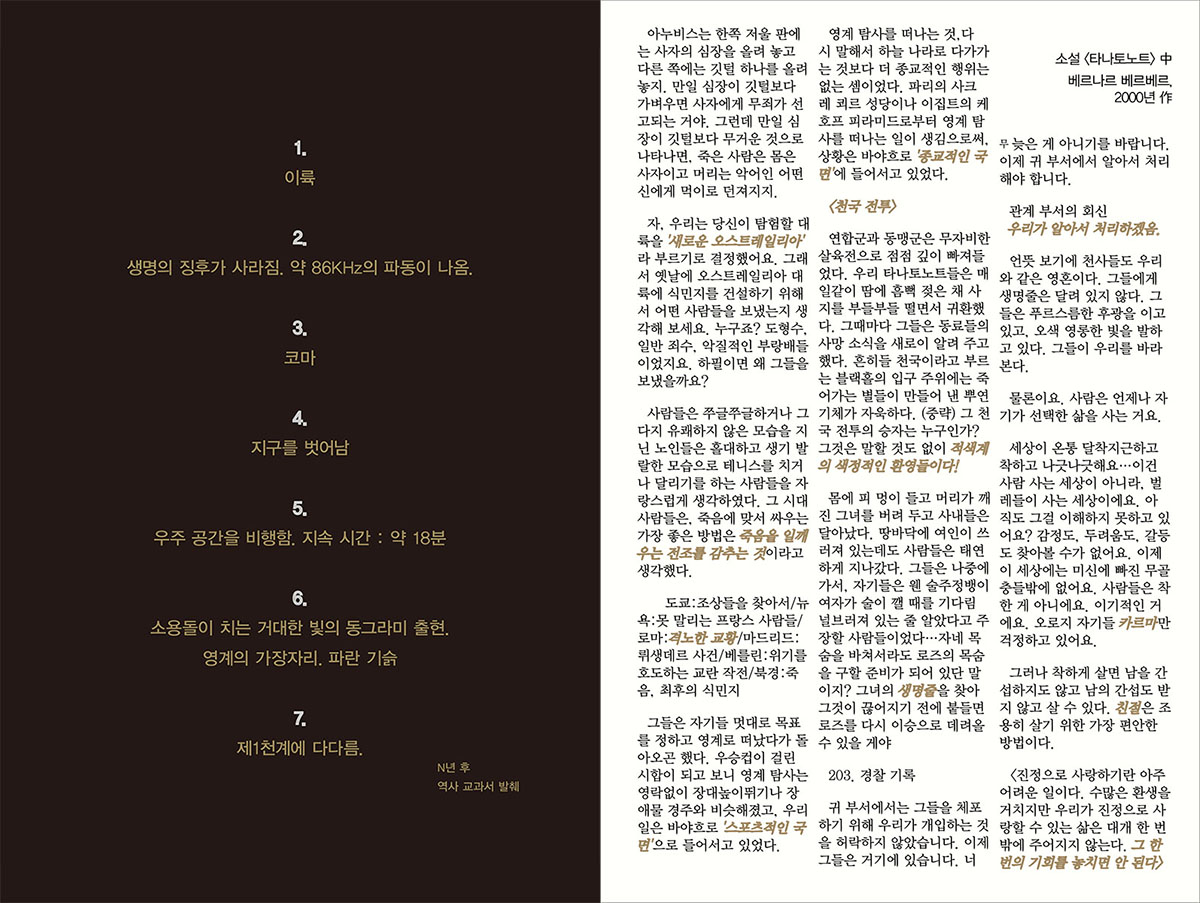 1.
이륙
2.
생명의 징후가 사라짐. 약 86KHz의 파동이 나옴.
3.
코마
4.
지구를 벗어남
5.
우주 공간을 비행함. 지속 시간 : 약 18분
6.
소용돌이 치는 거대한 빛의 동그라미 출현.
영계의 가장자리. 파란 기슭
7.
제1천계에 다다름.
N년 후
역사 교과서 발췌
아누비스는 한쪽 저울 판에
는 사자의 심장을 올려 놓고
다른 쪽에는 깃털 하나를 올려
놓지. 만일 심장이 깃털보다
가벼우면 사자에게 무죄가 선
고되는 거야. 그런데 만일 심
장이 깃털보다 무거운 것으로
나타나면, 죽은 사람은 몸은
사자이고 머리는 악어인 어떤
신에게 먹이로 던져지지.
자, 우리는 당신이 탐험할 대
륙을 '새로운 오스트레일리아'
라 부르기로 결정했어요. 그래
서 옛날에 오스트레일리아 대
륙에 식민지를 건설하기 위해
서 어떤 사람들을 보냈는지 생
각해 보세요. 누구죠? 도형수,
일반 죄수, 악질적인 부랑배들
이었지요. 하필이면 왜 그들을
보냈을까요?
사람들은 쭈글쭈글하거나 그
다지 유쾌하지 않은 모습을 지
닌 노인들은 홀대하고 생기 발
랄한 모습으로 테니스를 치거
나 달리기를 하는 사람들을 자
랑스럽게 생각하였다. 그 시대
사람들은, 죽음에 맞서 싸우는
가장 좋은 방법은 죽음을 일깨
우는 전조를 감추는 것이라고
생각했다.
도쿄:조상들을 찾아서/뉴
욕:못 말리는 프랑스 사람들/
로마:격노한 교황/마드리드:
뤼생데르 사건/베를린:위기를
호도하는 교란 작전/북경:죽
음, 최후의 식민지
그들은 자기들 멋대로 목표
를 정하고 영계로 떠났다가 돌
아오곤 했다. 우승컵이 걸린
시합이 되고 보니 영계 탐사는
영락없이 장대높이뛰기나 장
애물 경주와 비슷해졌고, 우리
일은 바야흐로 '스포츠적인 국
면'으로 들어서고 있었다.
영계 탐사를 떠나는 것,다
시 말해서 하늘 나라로 다가가
는 것보다 더 종교적인 행위는
없는 셈이었다. 파리의 사크
레 쾨르 성당이나 이집트의 케
호프 피라미드로부터 영계 탐
사를 떠나는 일이 생김으로써,
상황은 바야흐로 '종교적인 국
면'에 들어서고 있었다.
〈천국 전투〉
연합군과 동맹군은 무자비한
살육전으로 점점 깊이 빠져들
었다. 우리 타나토노트들은 매
일같이 땀에 흠뻑 젖은 채 사
지를 부들부들 떨면서 귀환했
다. 그때마다 그들은 동료들의
사망 소식을 새로이 알려 주고
했다. 흔히들 천국이라고 부르
는 블랙홀의 입구 주위에는 죽
어가는 별들이 만들어 낸 뿌연
기체가 자욱하다. (중략) 그 천
국 전투의 승자는 누구인가?
그것은 말할 것도 없이 적색계
의 색정적인 환영들이다!
몸에 피 멍이 들고 머리가 깨
진 그녀를 버려 두고 사내들은
달아났다. 땅바닥에 여인이 쓰
러져 있는데도 사람들은 태연
하게 지나갔다. 그들은 나중에
가서, 자기들은 웬 술주정뱅이
여자가 술이 깰 때를 기다림
널브러져 있는 줄 알았다고 주
장할 사람들이었다…자네 목
숨을 바쳐서라도 로즈의 목숨
을 구할 준비가 되어 있단 말
이지? 그녀의 생명줄을 찾아
그것이 끊어지기 전에 붙들면
로즈를 다시 이승으로 데려올
수 있을 게야
203. 경찰 기록
귀 부서에서는 그들을 체포
하기 위해 우리가 개입하는 것
을 허락하지 않았습니다. 이제
그들은 거기에 있습니다. 너
소설 〈타나토노트〉 中
베르나르 베르베르,
2000년 作
무 늦은 게 아니기를 바랍니다.
이제 귀 부서에서 알아서 처리
해야 합니다.
관계 부서의 회신
우리가 알아서 처리하겠음.
언뜻 보기에 천사들도 우리
와 같은 영혼이다. 그들에게
생명줄은 달려 있지 않다. 그
들은 푸르스름한 후광을 이고
있고, 오색 영롱한 빛을 발하
고 있다. 그들이 우리를 바라
본다.
물론이요. 사람은 언제나 자
기가 선택한 삶을 사는 거요.
세상이 온통 달착지근하고
착하고 나긋나긋해요…이건
사람 사는 세상이 아니라, 벌
레들이 사는 세상이에요. 아
직도 그걸 이해하지 못하고 있
어요? 감정도, 두려움도, 갈등
도 찾아볼 수가 없어요. 이제
이 세상에는 미신에 빠진 무골
충들밖에 없어요. 사람들은 착
한 게 아니에요. 이기적인 거
에요. 오로지 자기들 카르마만
걱정하고 있어요.
그러나 착하게 살면 남을 간
섭하지도 않고 남의 간섭도 받
지 않고 살 수 있다. 친절은 조
용히 살기 위한 가장 편안한
방법이다.
〈진정으로 사랑하기란 아주
어려운 일이다. 수많은 환생을
거치지만 우리가 진정으로 사
랑할 수 있는 삶은 대개 한 번
밖에 주어지지 않는다. 그 한
번의 기회를 놓치면 안 된다〉